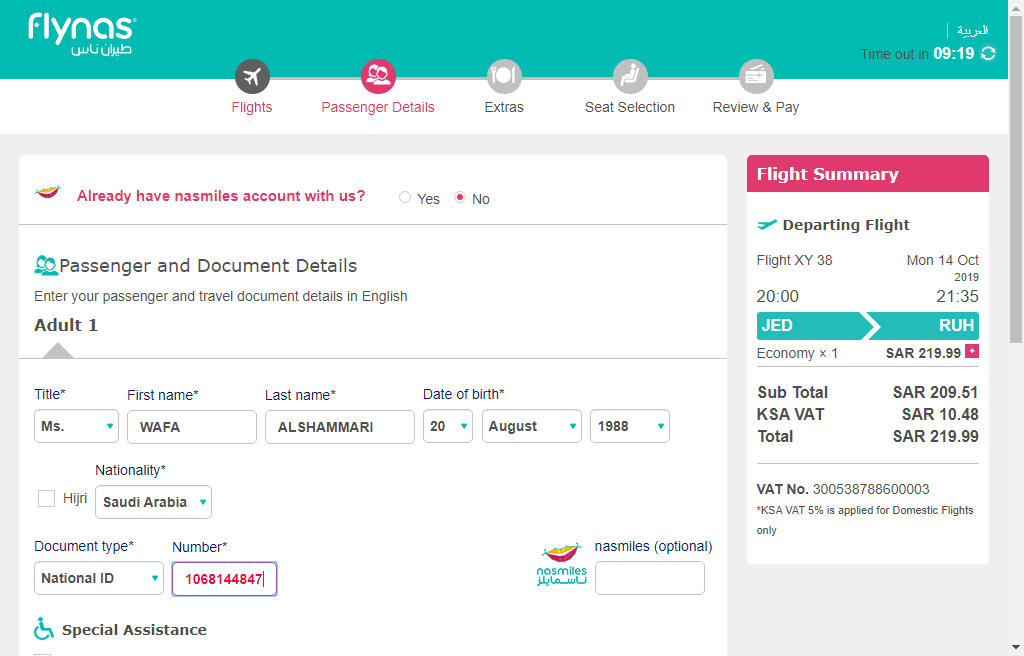 flynas
طيران ناس
العربية
Time out in 09:19
Flights
Passenger Details
Extras
Seat Selection
Review & Pay
Already have nasmiles account with us?
Yes
No
Passenger and Document Details
Enter your passenger and travel document details in English
Adult 1
Title*
First name*
Last name*
Date of birth*
Ms.
WAFA
ALSHAMMARI
20
August
1988
Nationality*
Hijri
Saudi Arabia
Document type*
Number*
nasmiles (optional)
National ID
1068144847
nasmiles
ناسمايلز
Special Assistance
Flight Summary
Departing Flight
Flight XY 38
Mon 14 Oct
2019
20:00
21:35
JED
RUH
Economy × 1
SAR 219.99 +
Sub Total
SAR 209.51
KSA VAT
SAR 10.48
Total
SAR 219.99
VAT No. 300538788600003
*KSA VAT 5% is applied for Domestic Flights
only